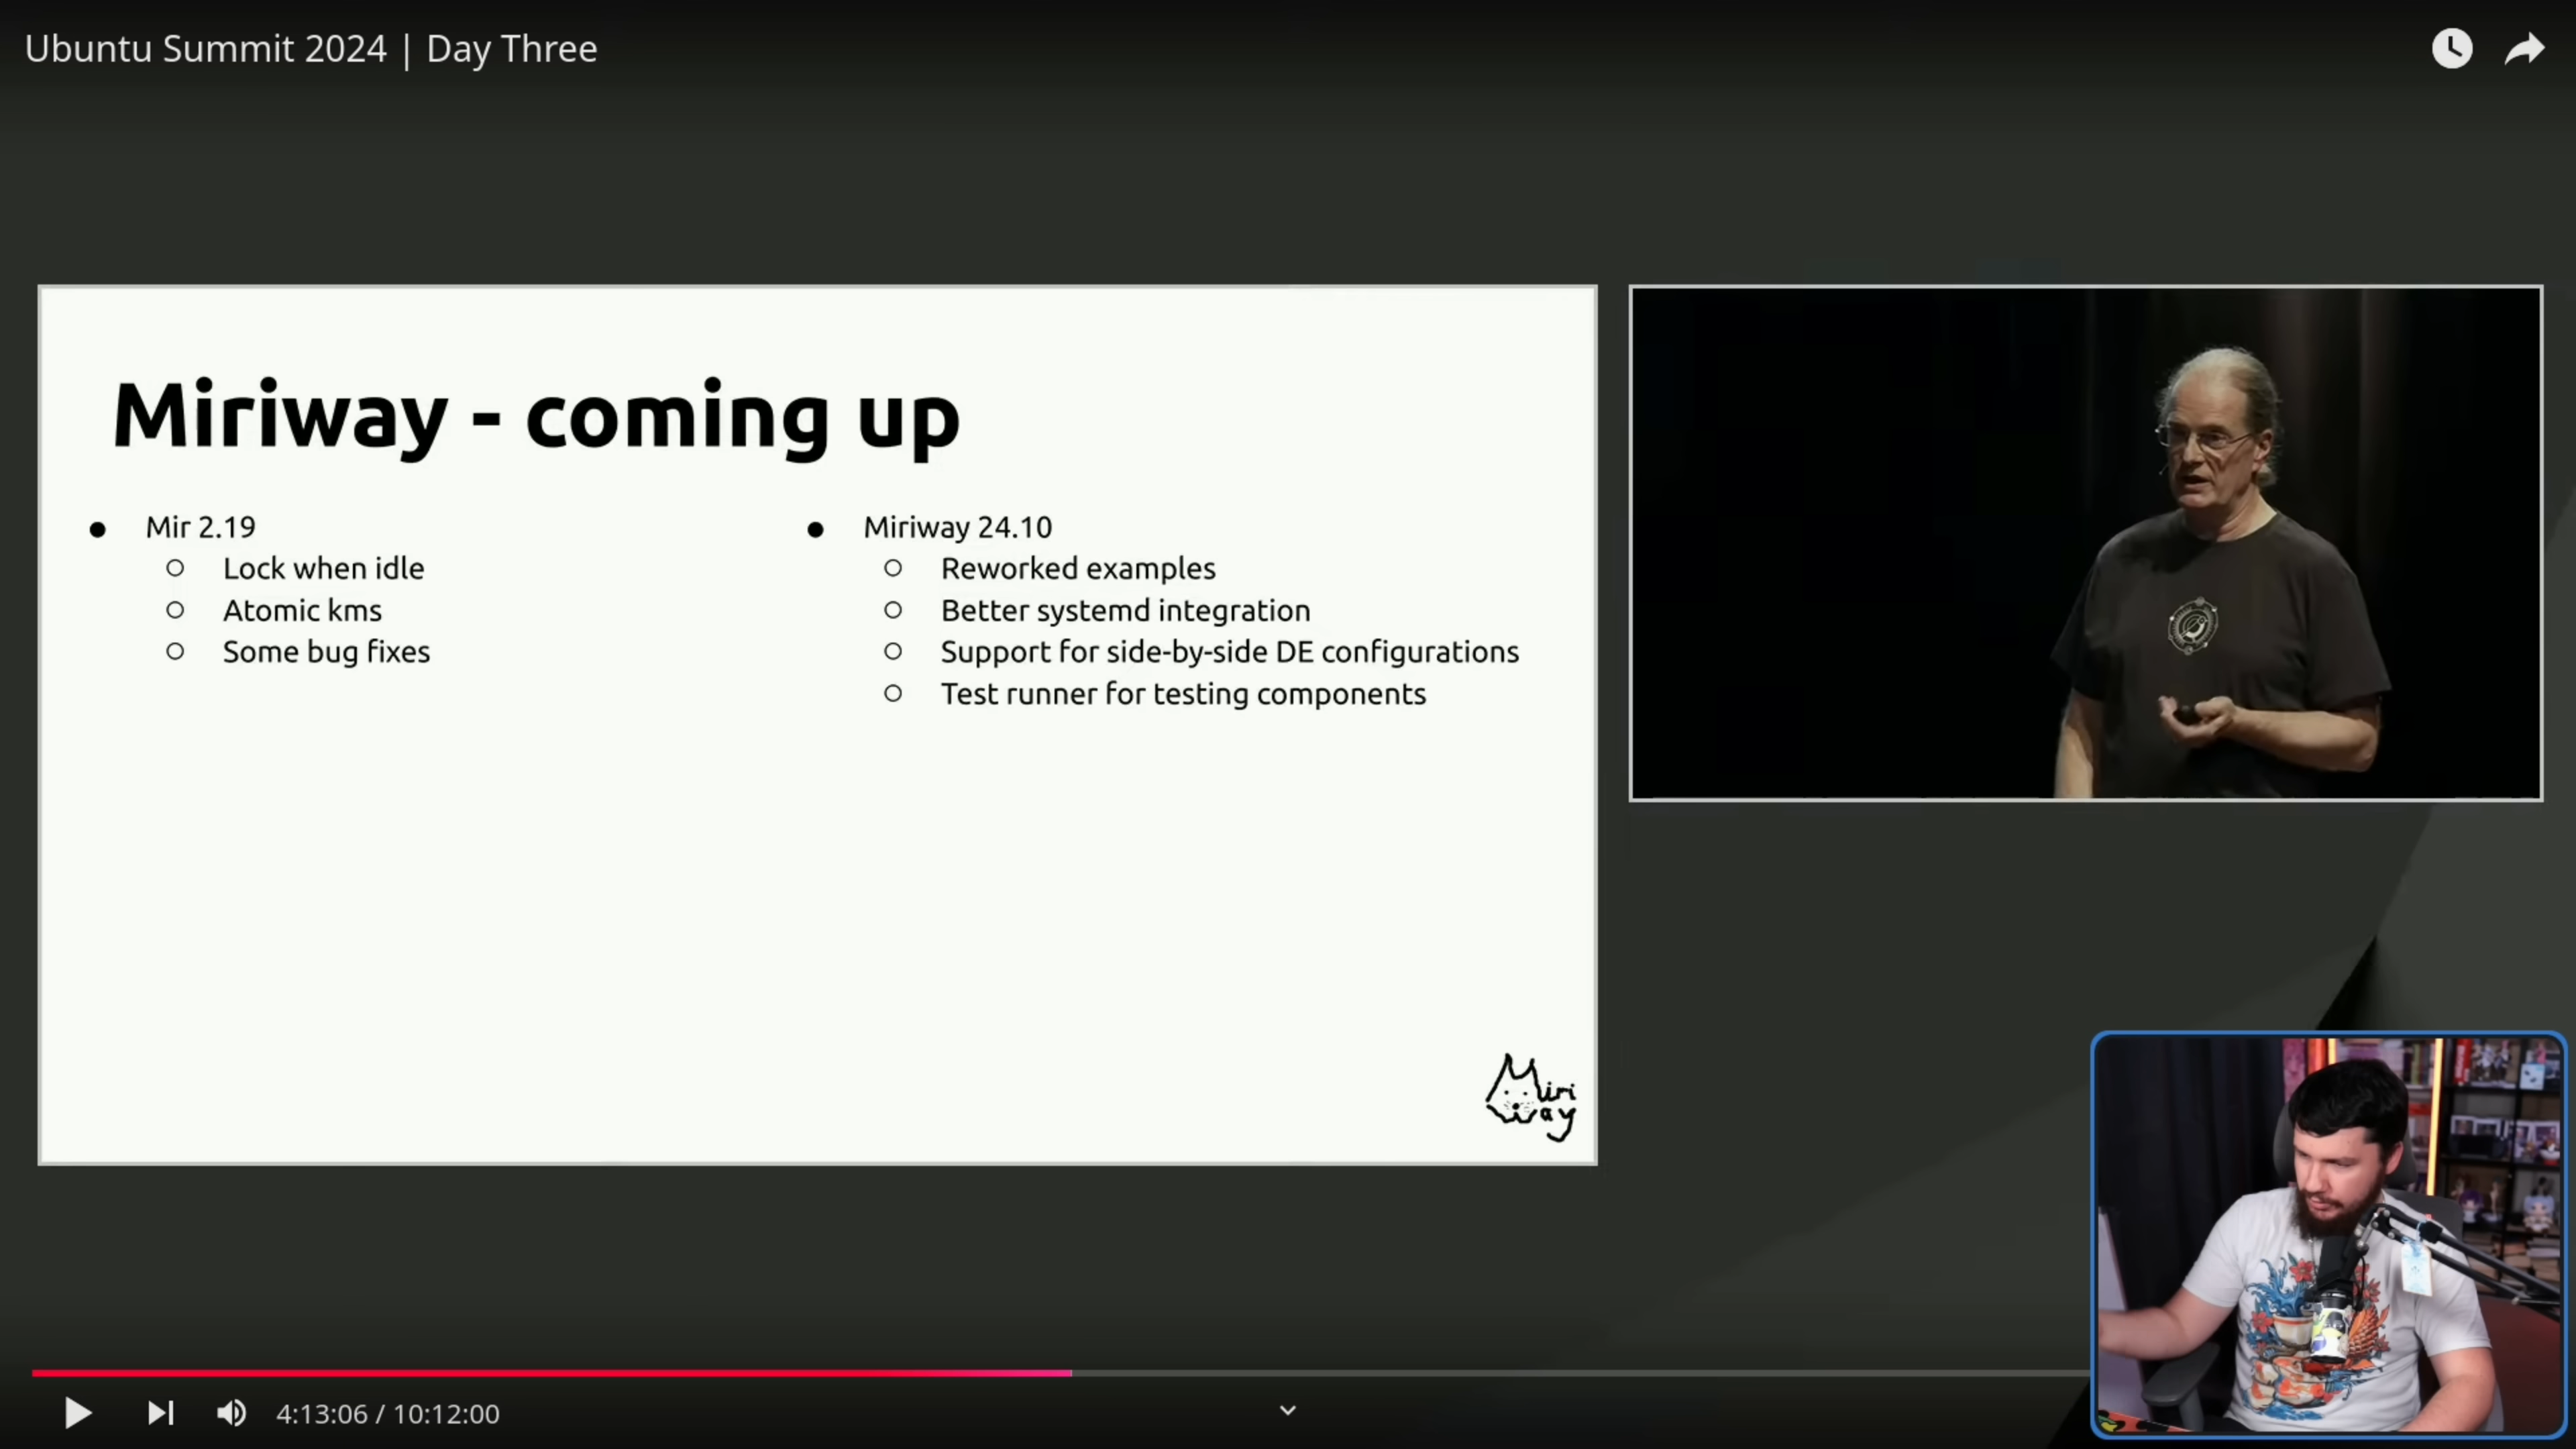 Ubuntu Summit 2024 | Day Three
Miriway - coming up
Mir 2.19
Lock when idle
Atomic kms
Some bug fixes
Miriway 24.10
Reworked examples
Better systemd integration
Support for side-by-side DE configurations
Test runner for testing components
Miri
Way
4:13:06 / 10:12:00